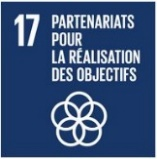 17 PARTENARIATS
POUR
LA RÉALISATION
DES OBJECTIFS